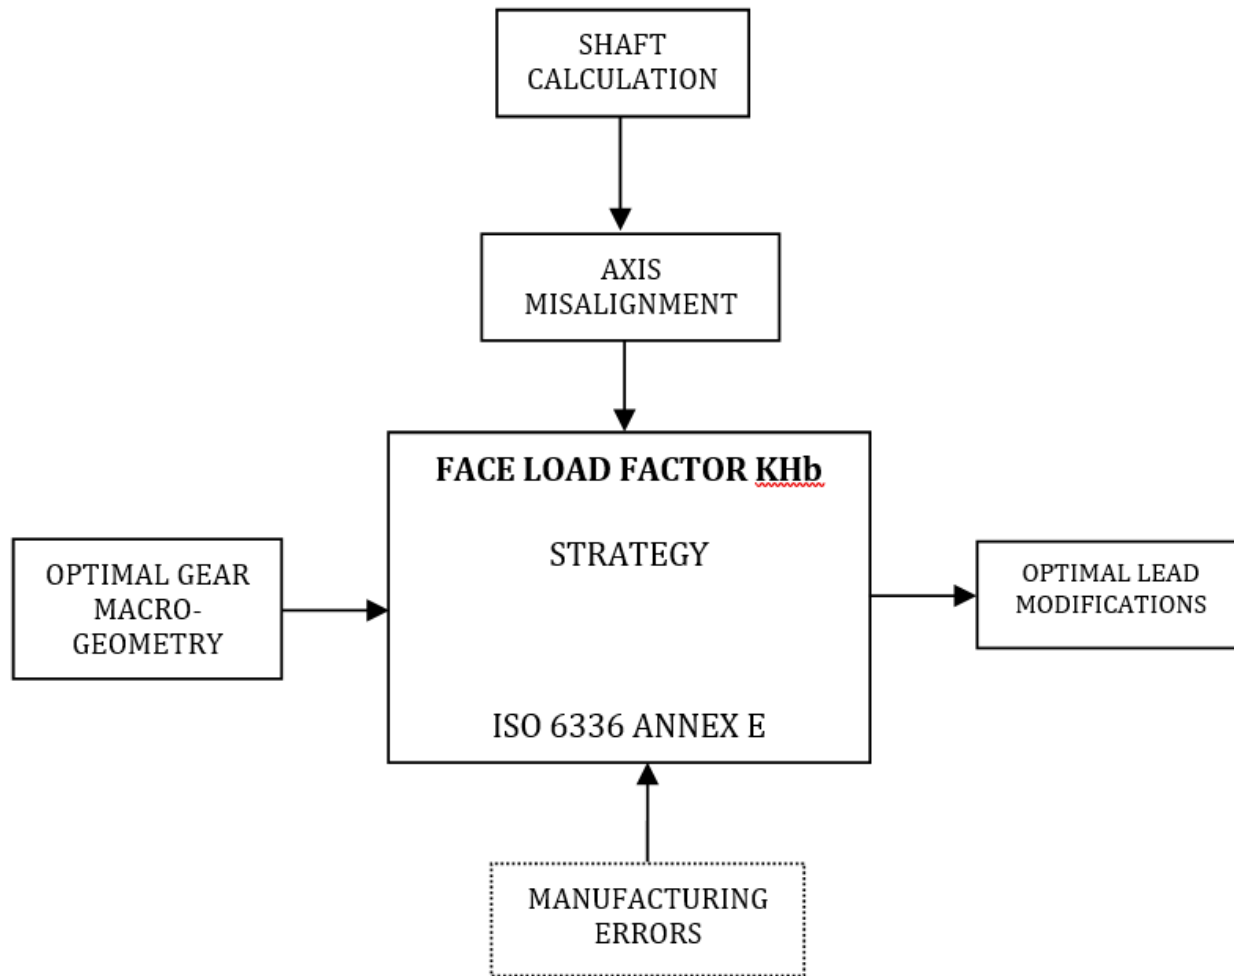 SHAFT
CALCULATION
AXIS
MISALIGNMENT
FACE LOAD FACTOR KHb
STRATEGY
ISO 6336 ANNEX E
OPTIMAL GEAR
MACRO-
GEOMETRY
OPTIMAL LEAD
MODIFICATIONS
MANUFACTURING
ERRORS